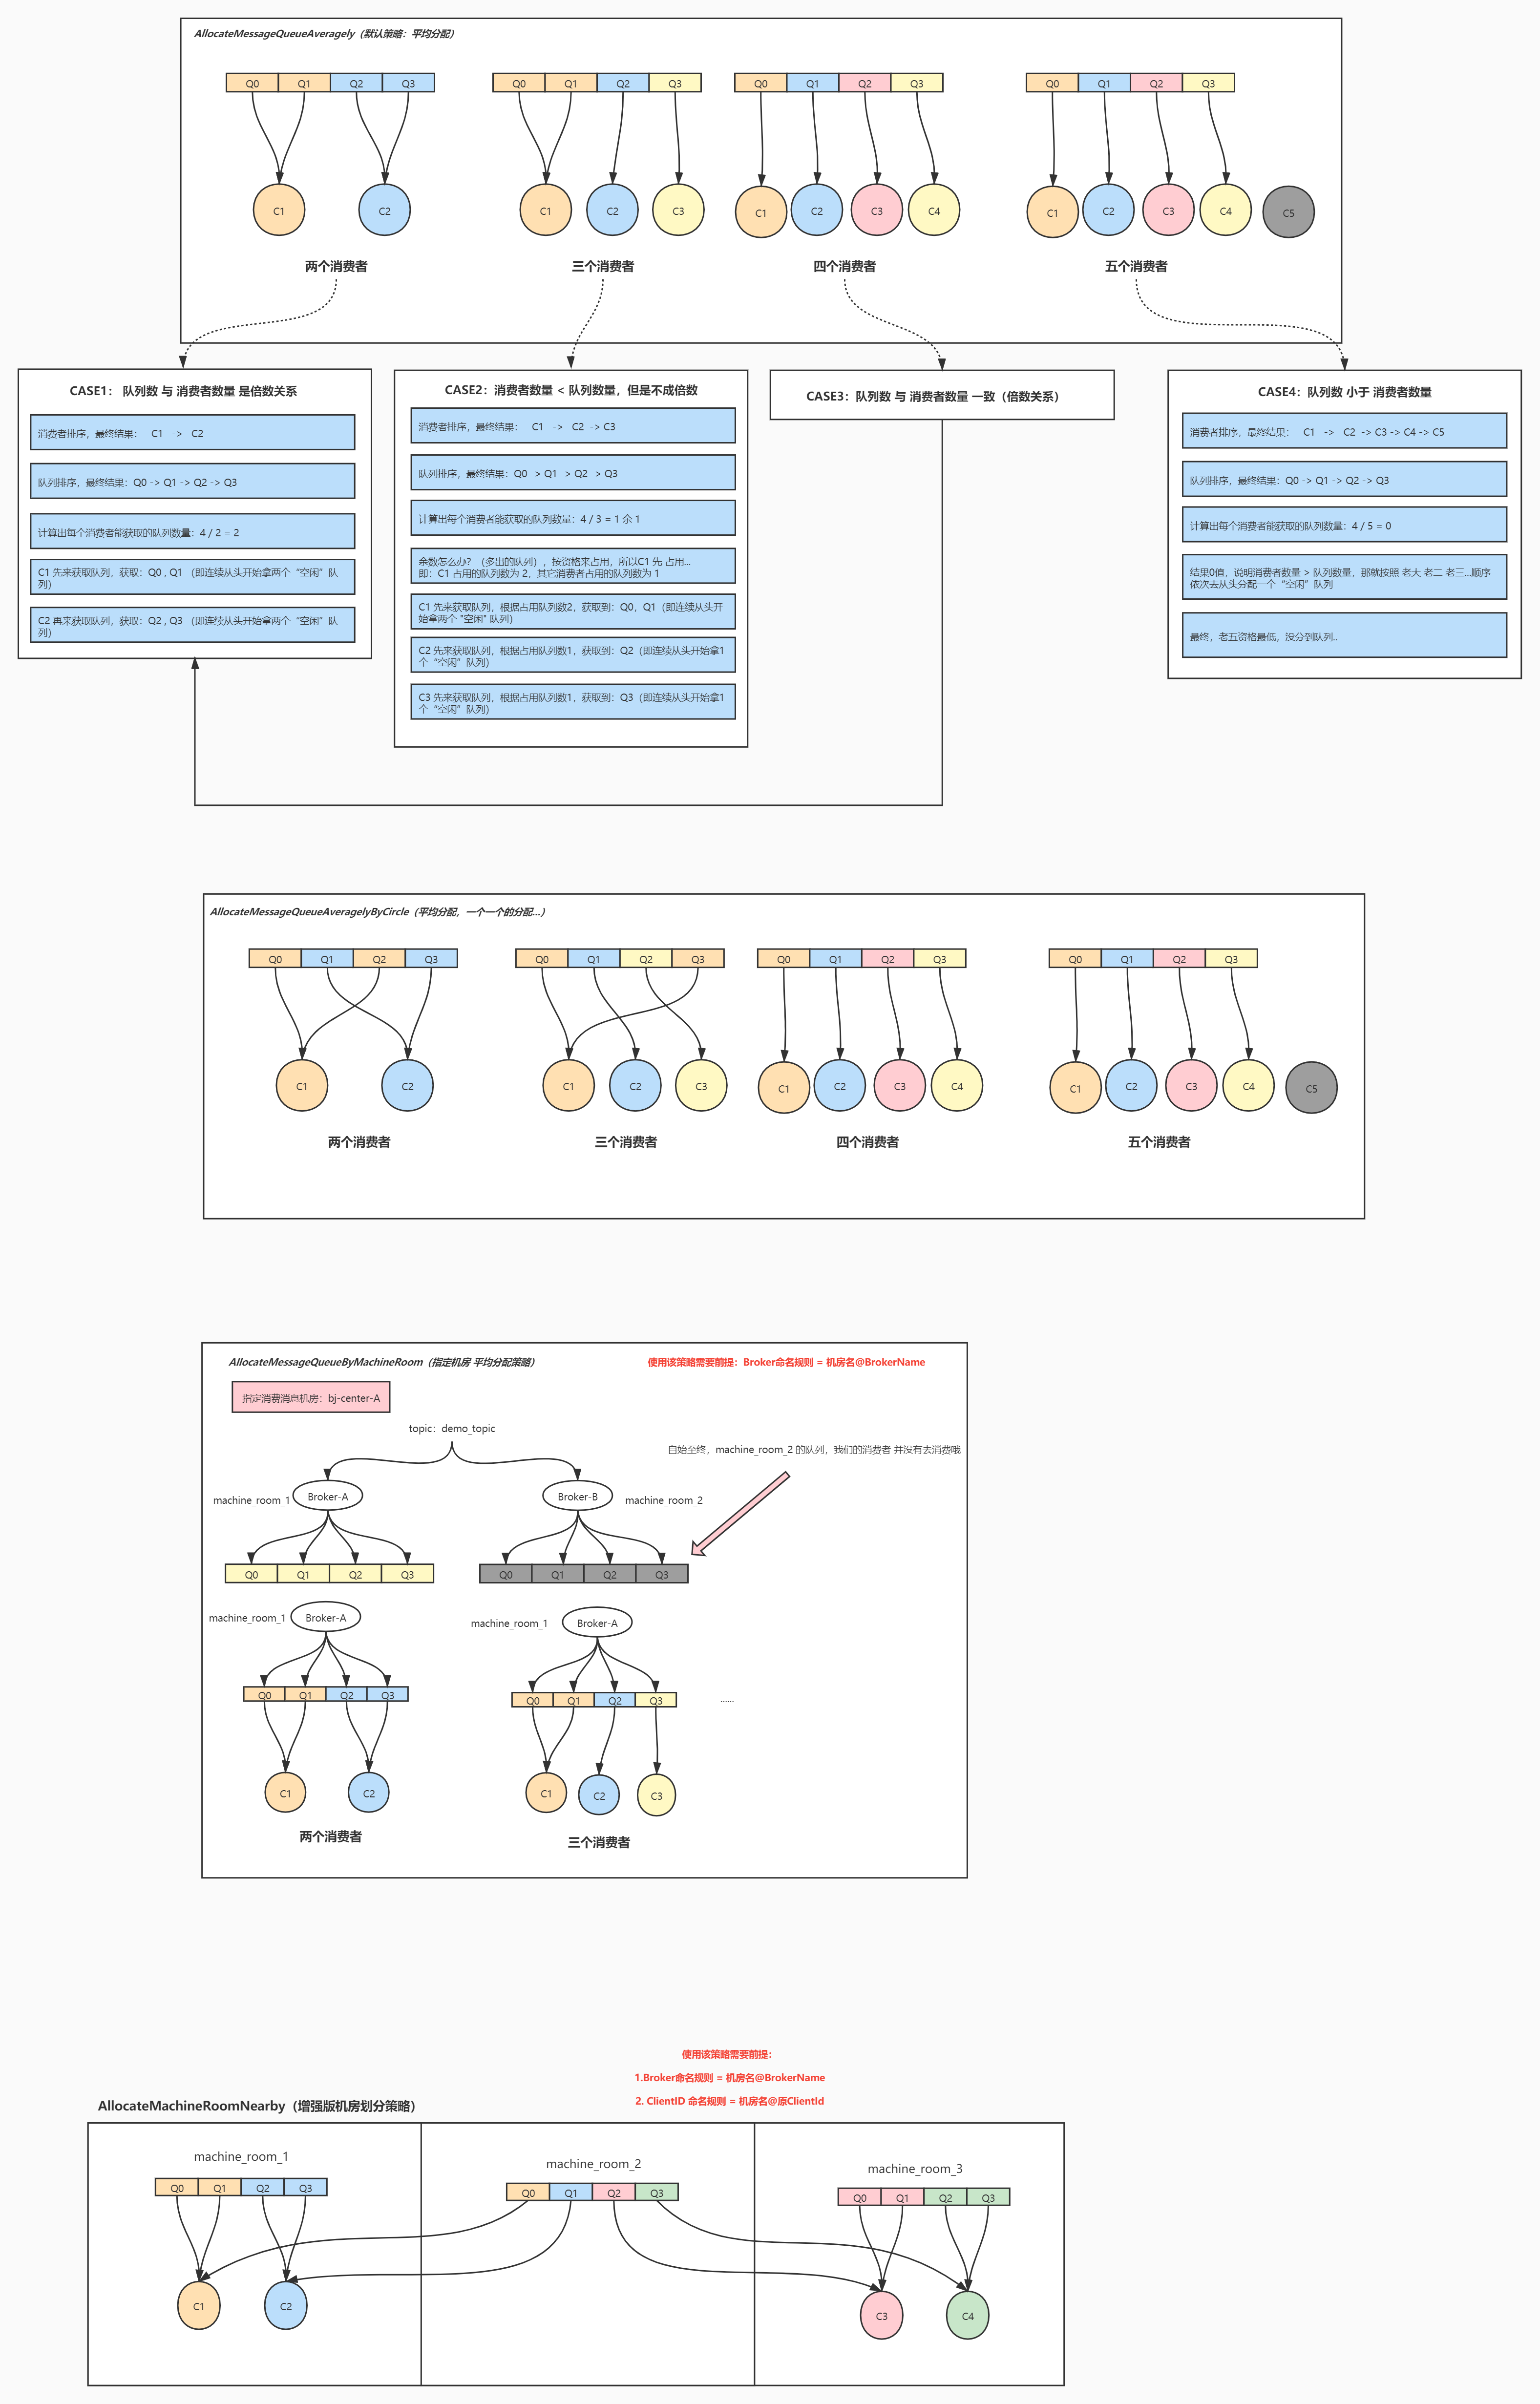 AllocateMessageQueueAveragely（默认策略：平均分配）
Q0 Q1 Q2 Q3
Q0 Q1 Q2 Q3
Q0 Q1 Q2 Q3
Q0 Q1 Q2 Q3
C1 C2
C1 C2 C3
C1 C2 C3 C4
C1 C2 C3 C4 C5
两个消费者
三个消费者
四个消费者
五个消费者
CASE1： 队列数 与 消费者数量 是倍数关系
消费者排序，最终结果： C1 -> C2
队列排序，最终结果：Q0 -> Q1 -> Q2 -> Q3
计算出每个消费者能获取的队列数量：4 / 2 = 2
C1 先来获取队列，获取：Q0 , Q1 （即连续从头开始拿两个 “空闲” 队
列）
C2 再来获取队列，获取：Q2 , Q3 （即连续从头开始拿两个 “空闲” 队
列）
CASE2：消费者数量 < 队列数量，但是不成倍数
消费者排序，最终结果： C1 -> C2 -> C3
队列排序，最终结果：Q0 -> Q1 -> Q2 -> Q3
计算出每个消费者能获取的队列数量：4 / 3 = 1 余 1
余数怎么办？（多出的队列），按资格来占用，所以C1 先 占用...
即：C1 占用的队列数为 2，其它消费者占用的队列数为 1
C1 先来获取队列，根据占用队列数2，获取到：Q0，Q1（即连续从头开
始拿两个 "空闲" 队列）
C2 先来获取队列，根据占用队列数1，获取到：Q2（即连续从头开始拿1
个 “空闲” 队列）
C3 先来获取队列，根据占用队列数1，获取到：Q3（即连续从头开始拿1
个 “空闲” 队列）
CASE3：队列数 与 消费者数量 一致（倍数关系）
CASE4：队列数 小于 消费者数量
消费者排序，最终结果： C1 -> C2 -> C3 -> C4 -> C5
队列排序，最终结果：Q0 -> Q1 -> Q2 -> Q3
计算出每个消费者能获取的队列数量：4 / 5 = 0
结果0值，说明消费者数量 > 队列数量，那就按照 老大 老二 老三...顺序
依次去从头分配一个 “空闲” 队列
最终，老五资格最低，没分到队列..
AllocateMessageQueueAveragelyByCircle（平均分配，一个一个的分配...）
Q0 Q1 Q2 Q3
Q0 Q1 Q2 Q3
Q0 Q1 Q2 Q3
Q0 Q1 Q2 Q3
C1 C2
C1 C2 C3
C1 C2 C3 C4
C1 C2 C3 C4 C5
两个消费者
三个消费者
四个消费者
五个消费者
AllocateMessageQueueByMachineRoom（指定机房 平均分配策略）
使用该策略需要前提：Broker命名规则 = 机房名@BrokerName
指定消费消息机房：bj-center-A
topic：demo_topic
自始至终，machine_room_2 的队列，我们的消费者 并没有去消费哦
machine_room_1
Broker-A
Broker-B
machine_room_2
Q0 Q1 Q2 Q3
Q0 Q1 Q2 Q3
machine_room_1
Broker-A
machine_room_1
Broker-A
Q0 Q1 Q2 Q3
Q0 Q1 Q2 Q3
......
C1 C2
C1 C2 C3
两个消费者
三个消费者
使用该策略需要前提：
1.Broker命名规则 = 机房名@BrokerName
2. ClientID 命名规则 = 机房名@原ClientId
AllocateMachineRoomNearby（增强版机房划分策略）
machine_room_1
machine_room_2
machine_room_3
Q0 Q1 Q2 Q3
Q0 Q1 Q2 Q3
Q0 Q1 Q2 Q3
C1 C2
C3 C4